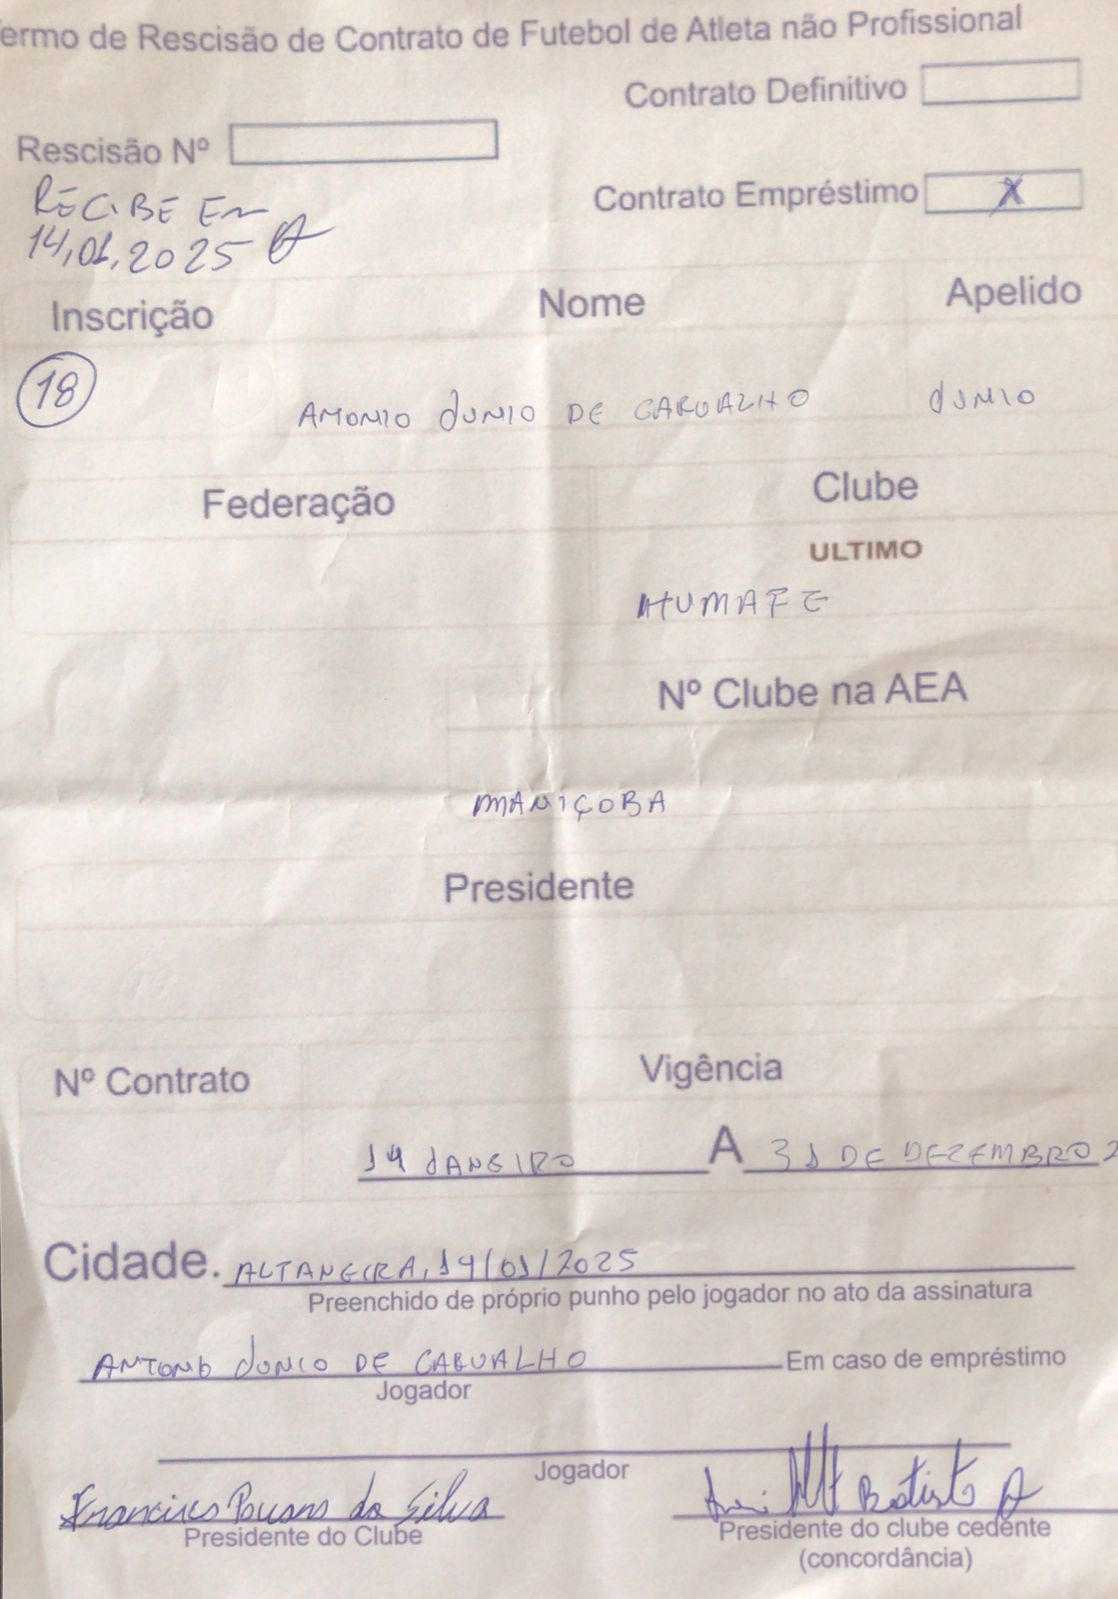 ermo de Rescisão de Contrato de Futebol de Atleta não Profissional
Contrato Definitivo
Rescisão Nº
Contrato Empréstimo X
RECIBE EM
14,01,2025
Inscrição Nome Apelido
18 AMONIO JUNIO DE CARVALHO JUNIO
Federação Clube
ULTIMO
HUMAFE
Nº Clube na AEA
MANIÇOBA
Presidente
Nº Contrato Vigência
14 JANEIRO A 31 DE DEZEMBRO 2
Cidade. ALTANEIRA, 14/01/2025
Preenchido de próprio punho pelo jogador no ato da assinatura
ANTONIO JUNIO DE CARVALHO Em caso de empréstimo
Jogador
Jogador
Francisco da Silva Batista
Presidente do Clube Presidente do clube cedente
(concordância)